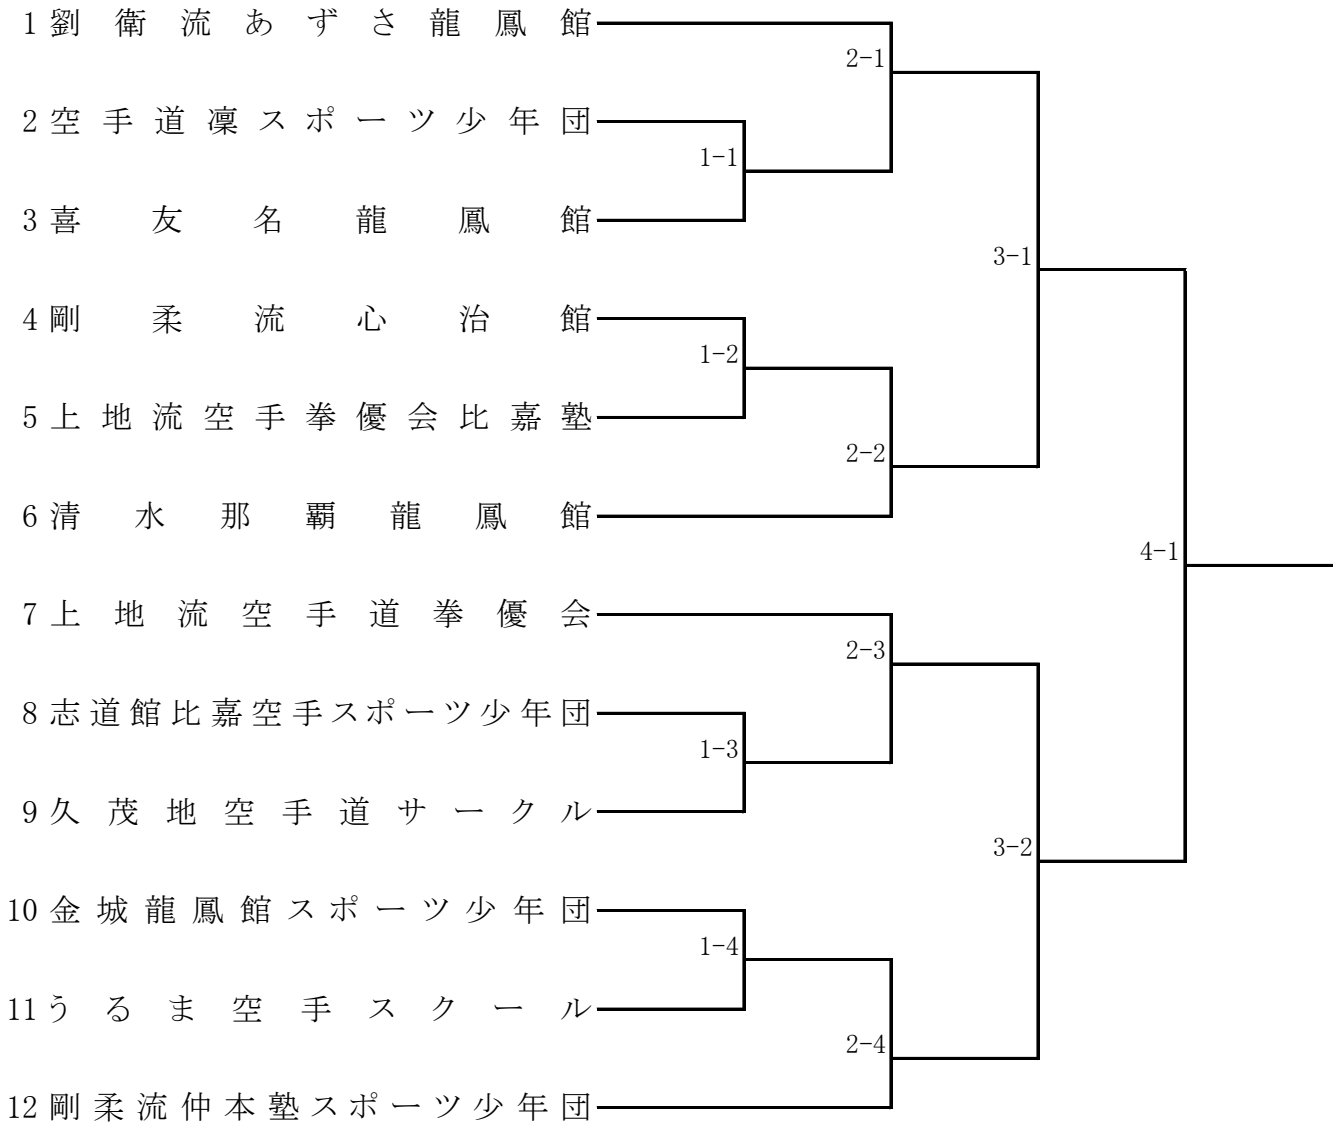 1 劉衛流あずさ龍鳳館
2-1
2 空手道凜スポーツ少年団
1-1
3 喜友名龍鳳館
3-1
4 剛柔流心治館
1-2
5 上地流空手拳優会比嘉塾
2-2
6 清水那覇龍鳳館
4-1
7 上地流空手道拳優会
2-3
8 志道館比嘉空手スポーツ少年団
1-3
9 久茂地空手道サークル
3-2
10 金城龍鳳館スポーツ少年団
1-4
11 うるま空手スクール
2-4
12 剛柔流仲本塾スポーツ少年団